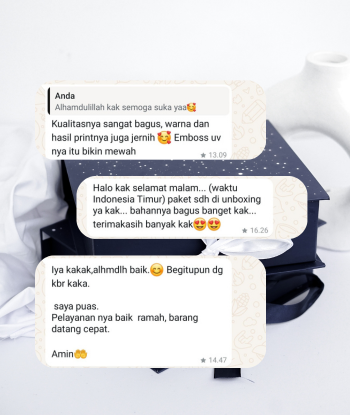 Anda
Alhamdulillah kak semoga suka yaa🥰
Kualitasnya sangat bagus, warna dan
hasil printnya juga jernih 🥰 Emboss uv
nya itu bikin mewah
★ 13.09
Halo kak selamat malam... (waktu
Indonesia Timur) paket sdh di unboxing
ya kak... bahannya bagus banget kak...
terimakasih banyak kak😍😍
★ 16.26
Iya kakak,alhmdlh baik.😊 Begitupun dg
kbr kaka.
saya puas.
Pelayanan nya baik  ramah, barang
datang cepat.
Amin🤲
★ 14.47